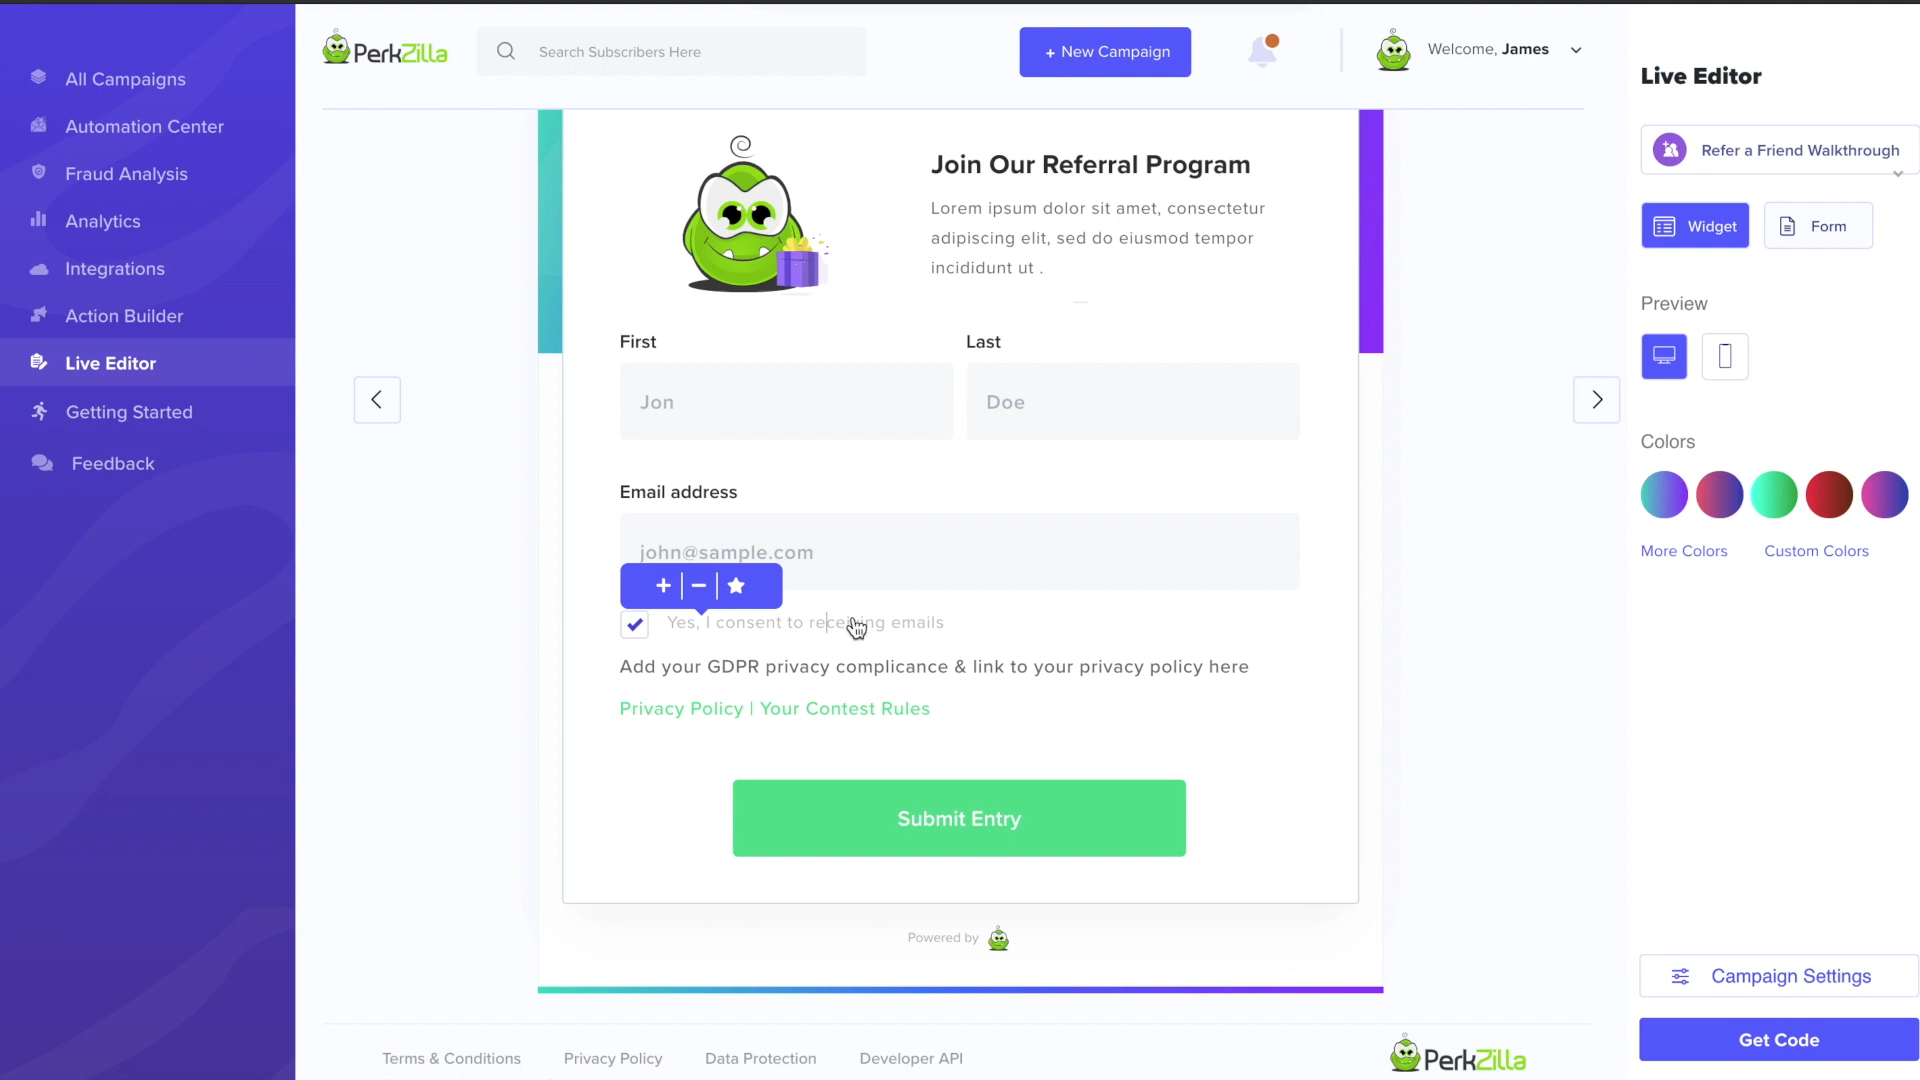 All Campaigns
Automation Center
Fraud Analysis
Analytics
Integrations
Action Builder
Live Editor
Getting Started
Feedback
PerkZilla
Search Subscribers Here
+ New Campaign
Welcome, James
Join Our Referral Program
Lorem ipsum dolor sit amet, consectetur
adipiscing elit, sed do eiusmod tempor
incididunt ut .
First
Last
Jon
Doe
Email address
john@sample.com
Yes, I consent to receiving emails
Add your GDPR privacy complicance & link to your privacy policy here
Privacy Policy | Your Contest Rules
Submit Entry
Powered by
Terms & Conditions
Privacy Policy
Data Protection
Developer API
PerkZilla
Live Editor
Refer a Friend Walkthrough
Widget
Form
Preview
Colors
More Colors
Custom Colors
Campaign Settings
Get Code